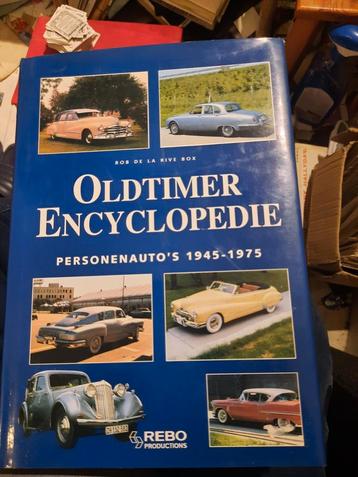 ROB DE LA RIVE BOX
OLDTIMER
ENCYCLOPEDIE
PERSONENAUTO'S 1945-1975
REBO
PRODUCTIONS